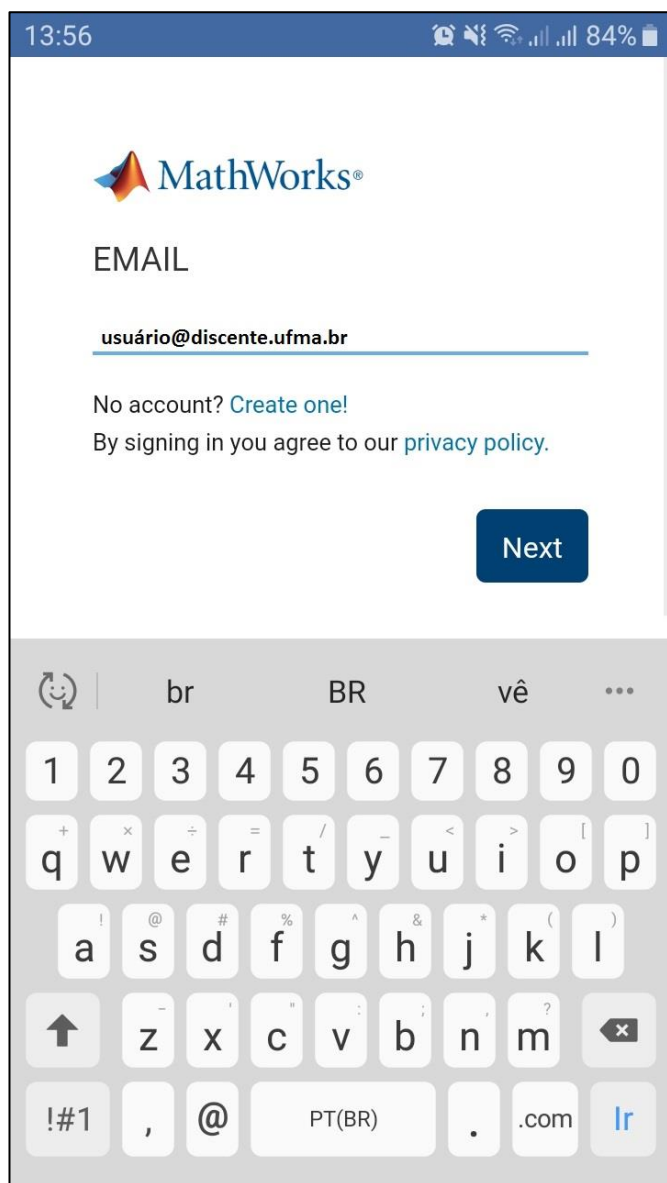 13:56 84%
MathWorks®
EMAIL
usuário@discente.ufma.br
No account? Create one!
By signing in you agree to our privacy policy.
Next
br BR vê ...
1 2 3 4 5 6 7 8 9 0
+ × ÷ = / _ < > [ ]
q w e r t y u i o p
! @ # % ^ & * ( )
a s d f g h j k l
- ' " : ; , ?
z x c v b n m
!#1 , @ PT(BR) . .com Ir